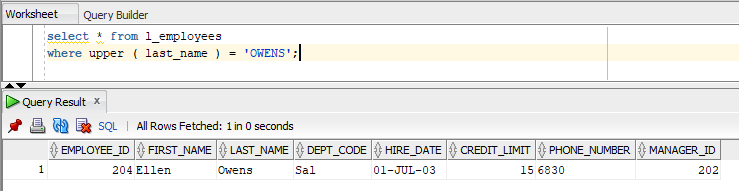 Worksheet Query Builder
select * from l_employees
where upper ( last_name ) = 'OWENS';
Query Result x
SQL | All Rows Fetched: 1 in 0 seconds
EMPLOYEE_ID FIRST_NAME LAST_NAME DEPT_CODE HIRE_DATE CREDIT_LIMIT PHONE_NUMBER MANAGER_ID
1 204 Ellen Owens Sal 01-JUL-03 15 6830 202